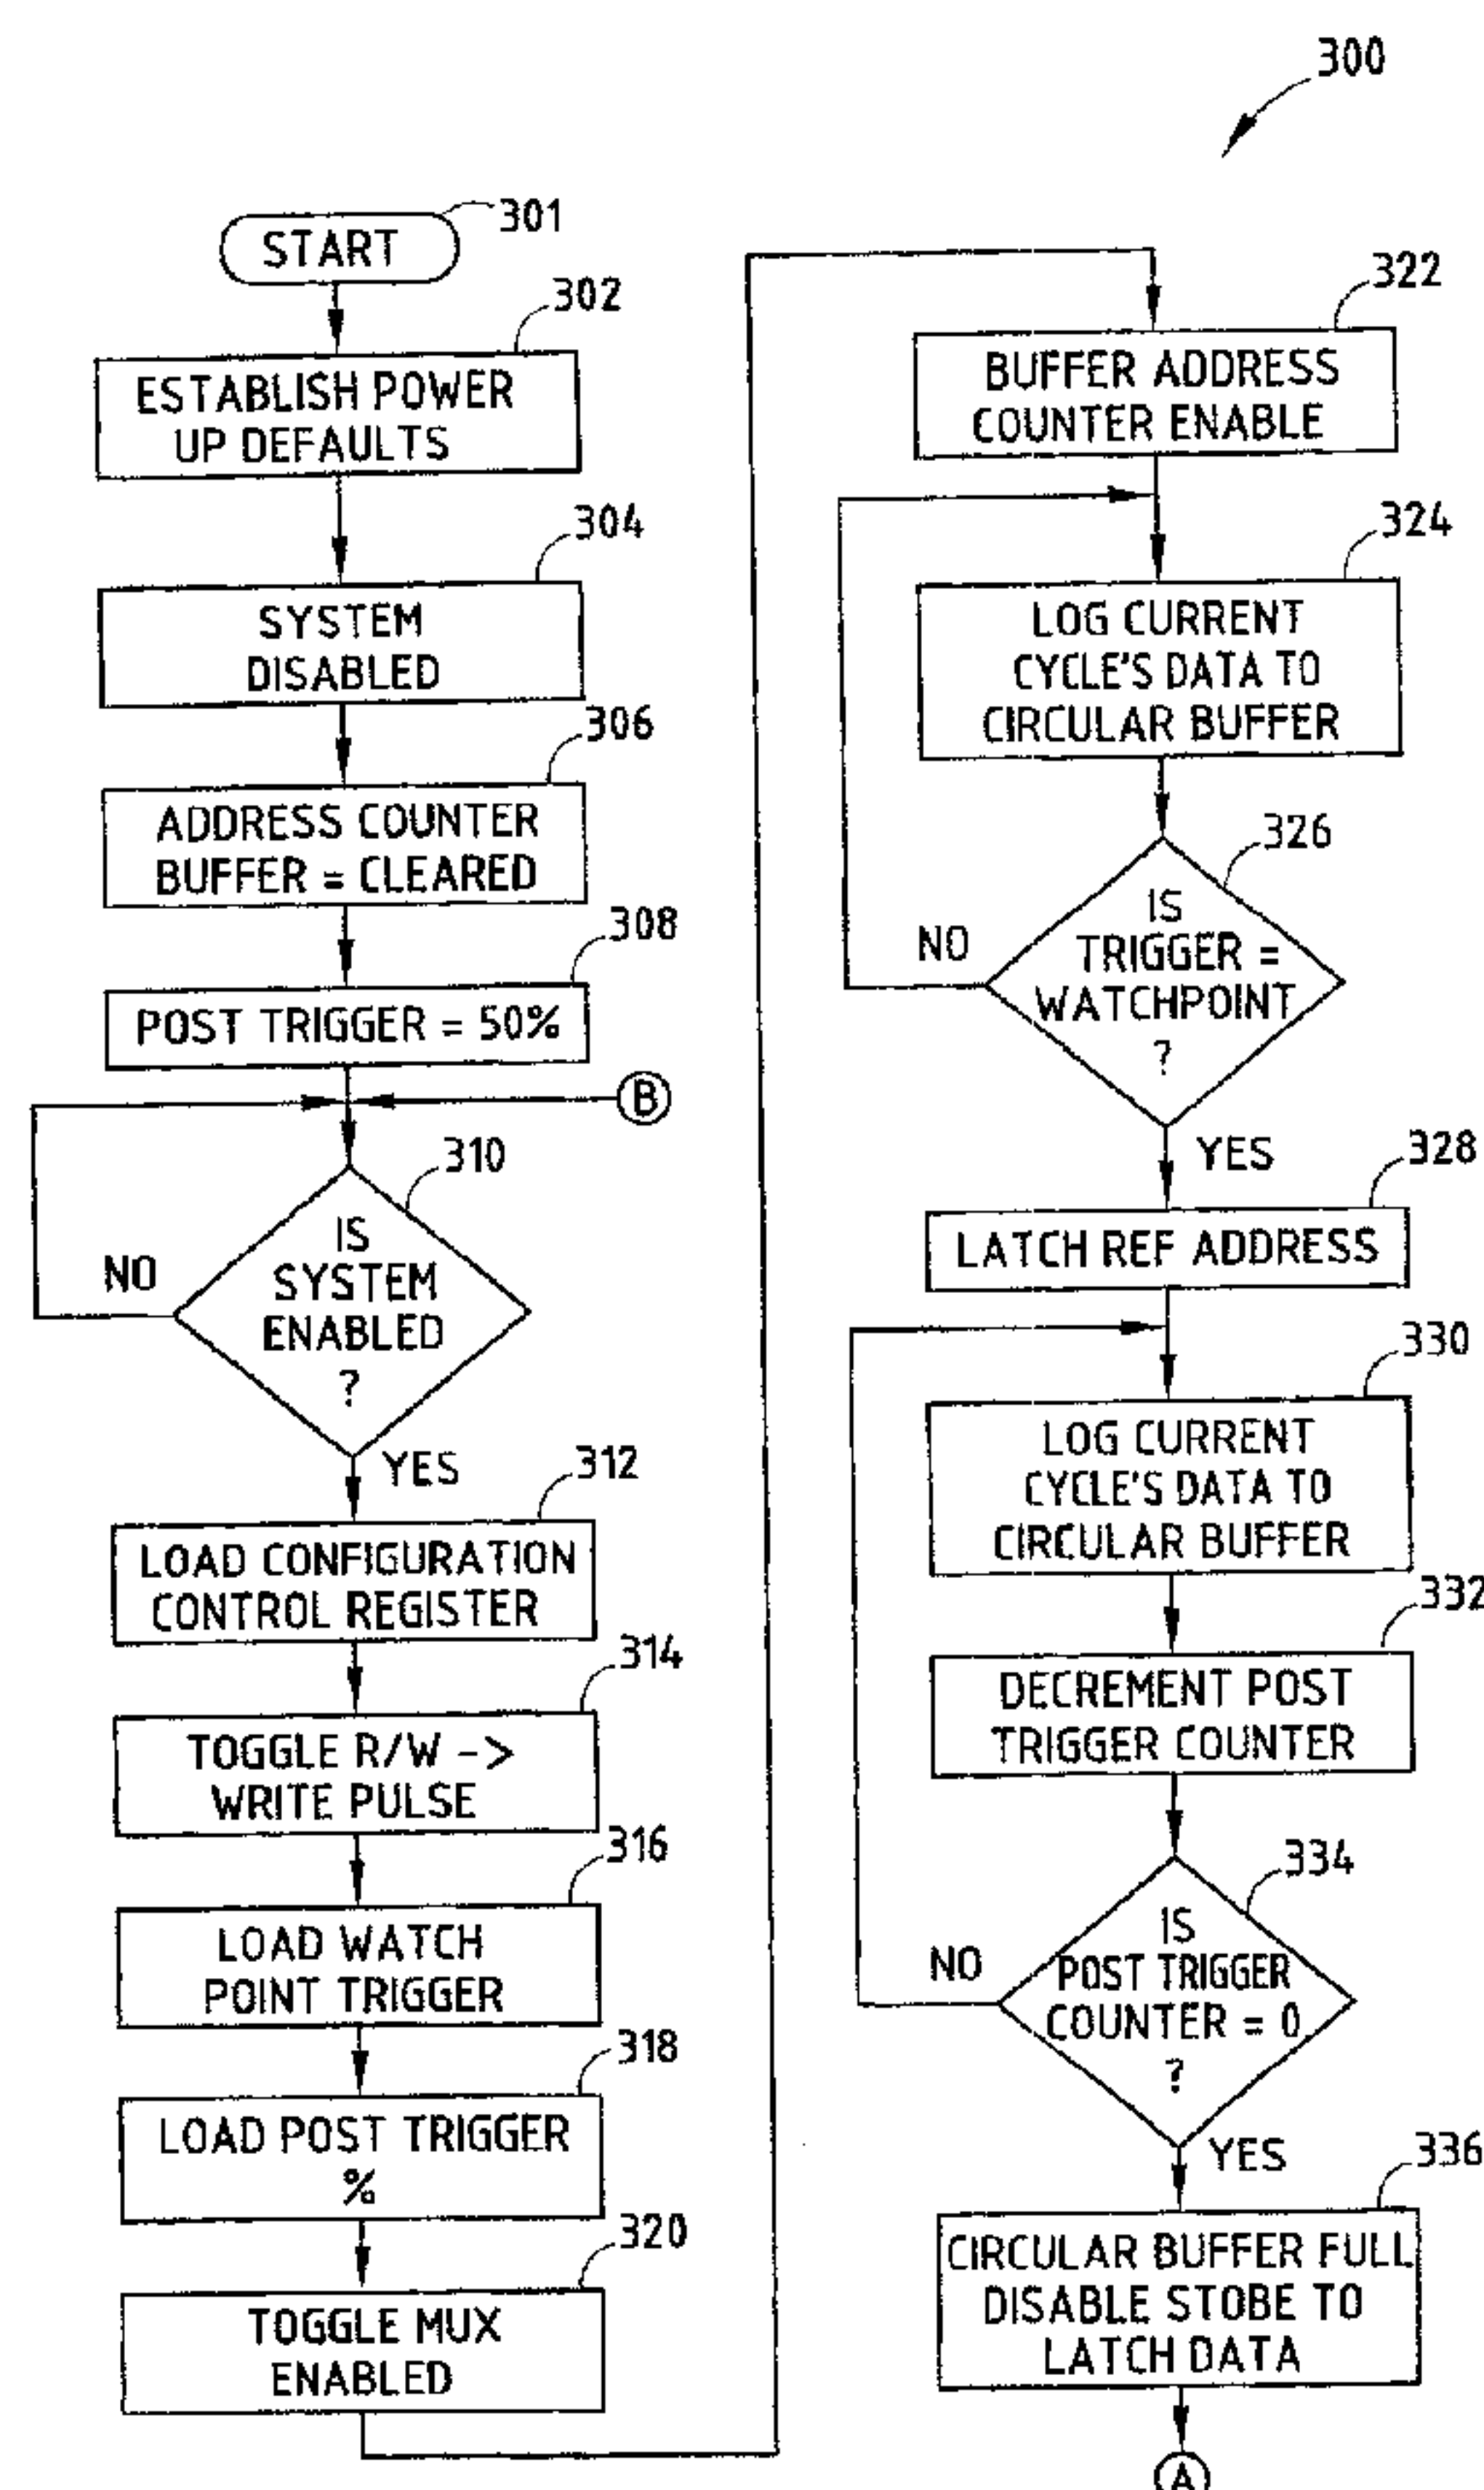 300
START
301
302
ESTABLISH POWER
UP DEFAULTS
304
SYSTEM
DISABLED
306
ADDRESS COUNTER
BUFFER = CLEARED
308
POST TRIGGER = 50%
B
310
IS
SYSTEM
ENABLED
?
NO
YES
312
LOAD CONFIGURATION
CONTROL REGISTER
314
TOGGLE R/W ->
WRITE PULSE
316
LOAD WATCH
POINT TRIGGER
318
LOAD POST TRIGGER
%
320
TOGGLE MUX
ENABLED
322
BUFFER ADDRESS
COUNTER ENABLE
324
LOG CURRENT
CYCLE'S DATA TO
CIRCULAR BUFFER
326
IS
TRIGGER =
WATCHPOINT
?
NO
YES
328
LATCH REF ADDRESS
330
LOG CURRENT
CYCLE'S DATA TO
CIRCULAR BUFFER
332
DECREMENT POST
TRIGGER COUNTER
334
IS
POST TRIGGER
COUNTER = 0
?
NO
YES
336
CIRCULAR BUFFER FULL
DISABLE STOBE TO
LATCH DATA
A